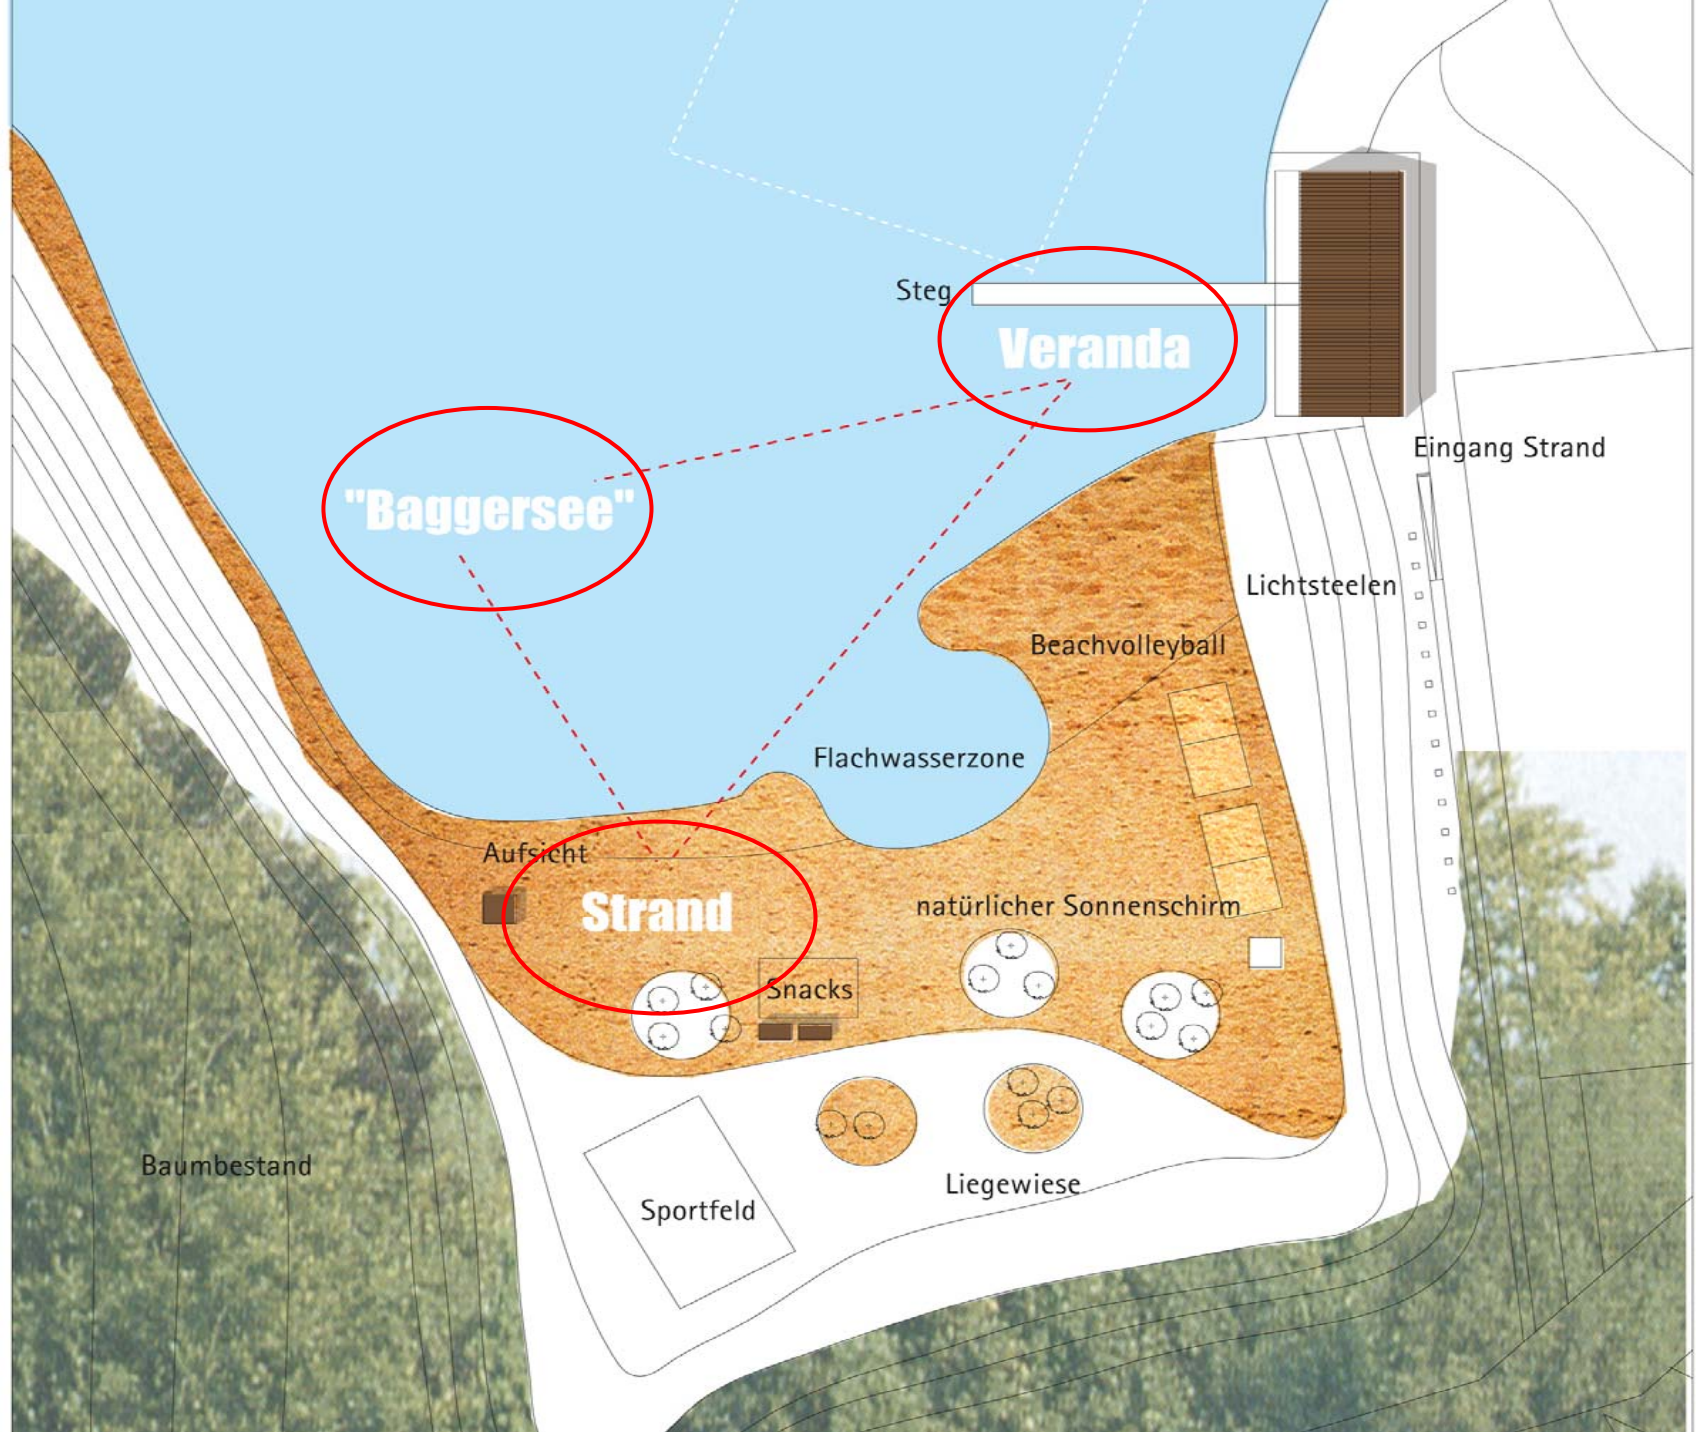 Steg
Veranda
"Baggersee"
Eingang Strand
Lichtsteelen
Beachvolleyball
Flachwasserzone
Aufsicht
Strand
natürlicher Sonnenschirm
Snacks
Baumbestand
Liegewiese
Sportfeld